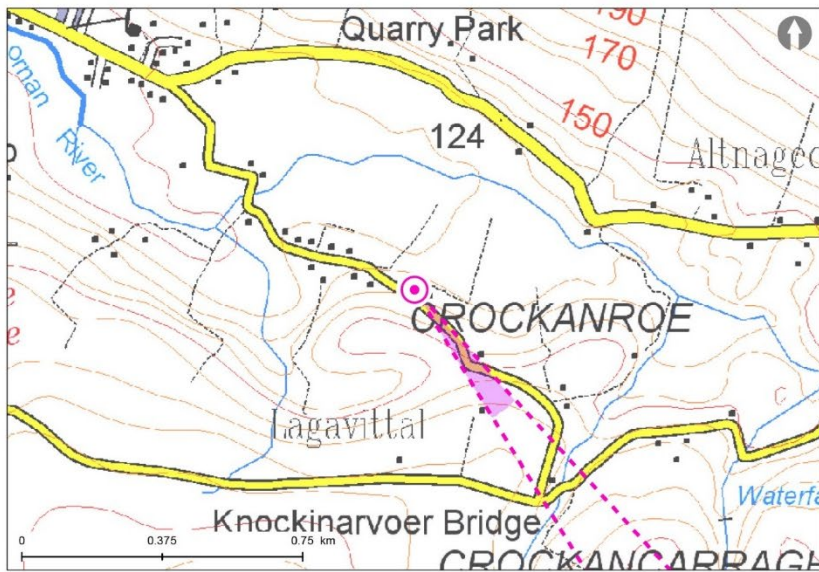 Quarry Park
190
170
150
124
oman
River
Altnageo
CROCKANROE
Lagavittal
Knockinarvoer Bridge
Waterfa
CROCKANCARRAGH
0 0.375 0.75 km